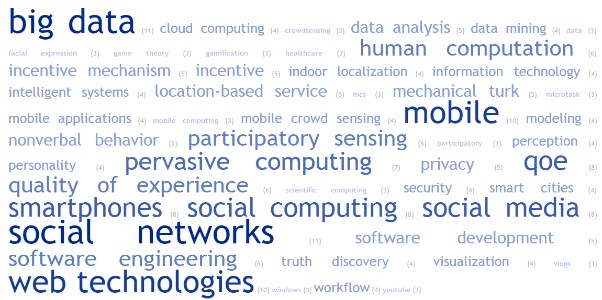 big data (11) cloud computing (4) crowdsensing (3) data analysis (5) data mining (4) data (3)
facial expression (3) game theory (3) gamification (3) healthcare (3) human computation (6)
incentive mechanism (5) incentive (5) indoor localization (4) information technology (4)
intelligent systems (4) location-based service (5) mcs (3) mechanical turk (5) microtask (3)
mobile applications (4) mobile computing (3) mobile crowd sensing (4) mobile (10) modeling (4)
nonverbal behavior (5) participatory sensing (6) participatory (3) perception (4)
personality (4) pervasive computing (7) privacy (5) qoe (8)
quality of experience (6) scientific computing (3) security (4) smart cities (4)
smartphones (8) social computing (8) social media (8)
social networks (11) software development (5)
software engineering (6) truth discovery (4) visualization (4) vlogs (3)
web technologies (10) windows (3) workflow (4) youtube (3)